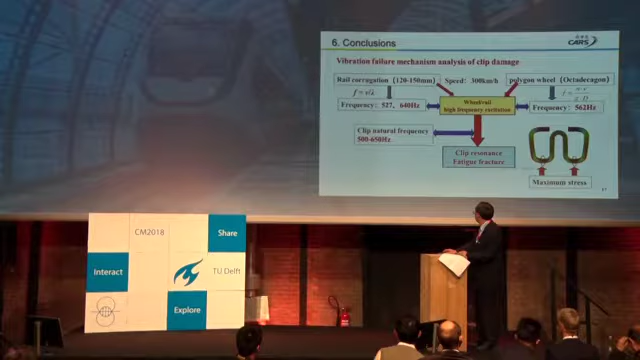 6. Conclusions
CARS
Vibration failure mechanism analysis of clip damage
Rail corrugation (120-150mm)
Speed: 300km/h
polygon wheel (Octadecagon)
Frequency: 527, 640Hz
Wheel/rail
high frequency excitation
Frequency: 562Hz
Clip natural frequency
500-650Hz
Clip resonance
Fatigue fracture
Maximum stress
CM2018
Share
Interact
TU Delft
Explore